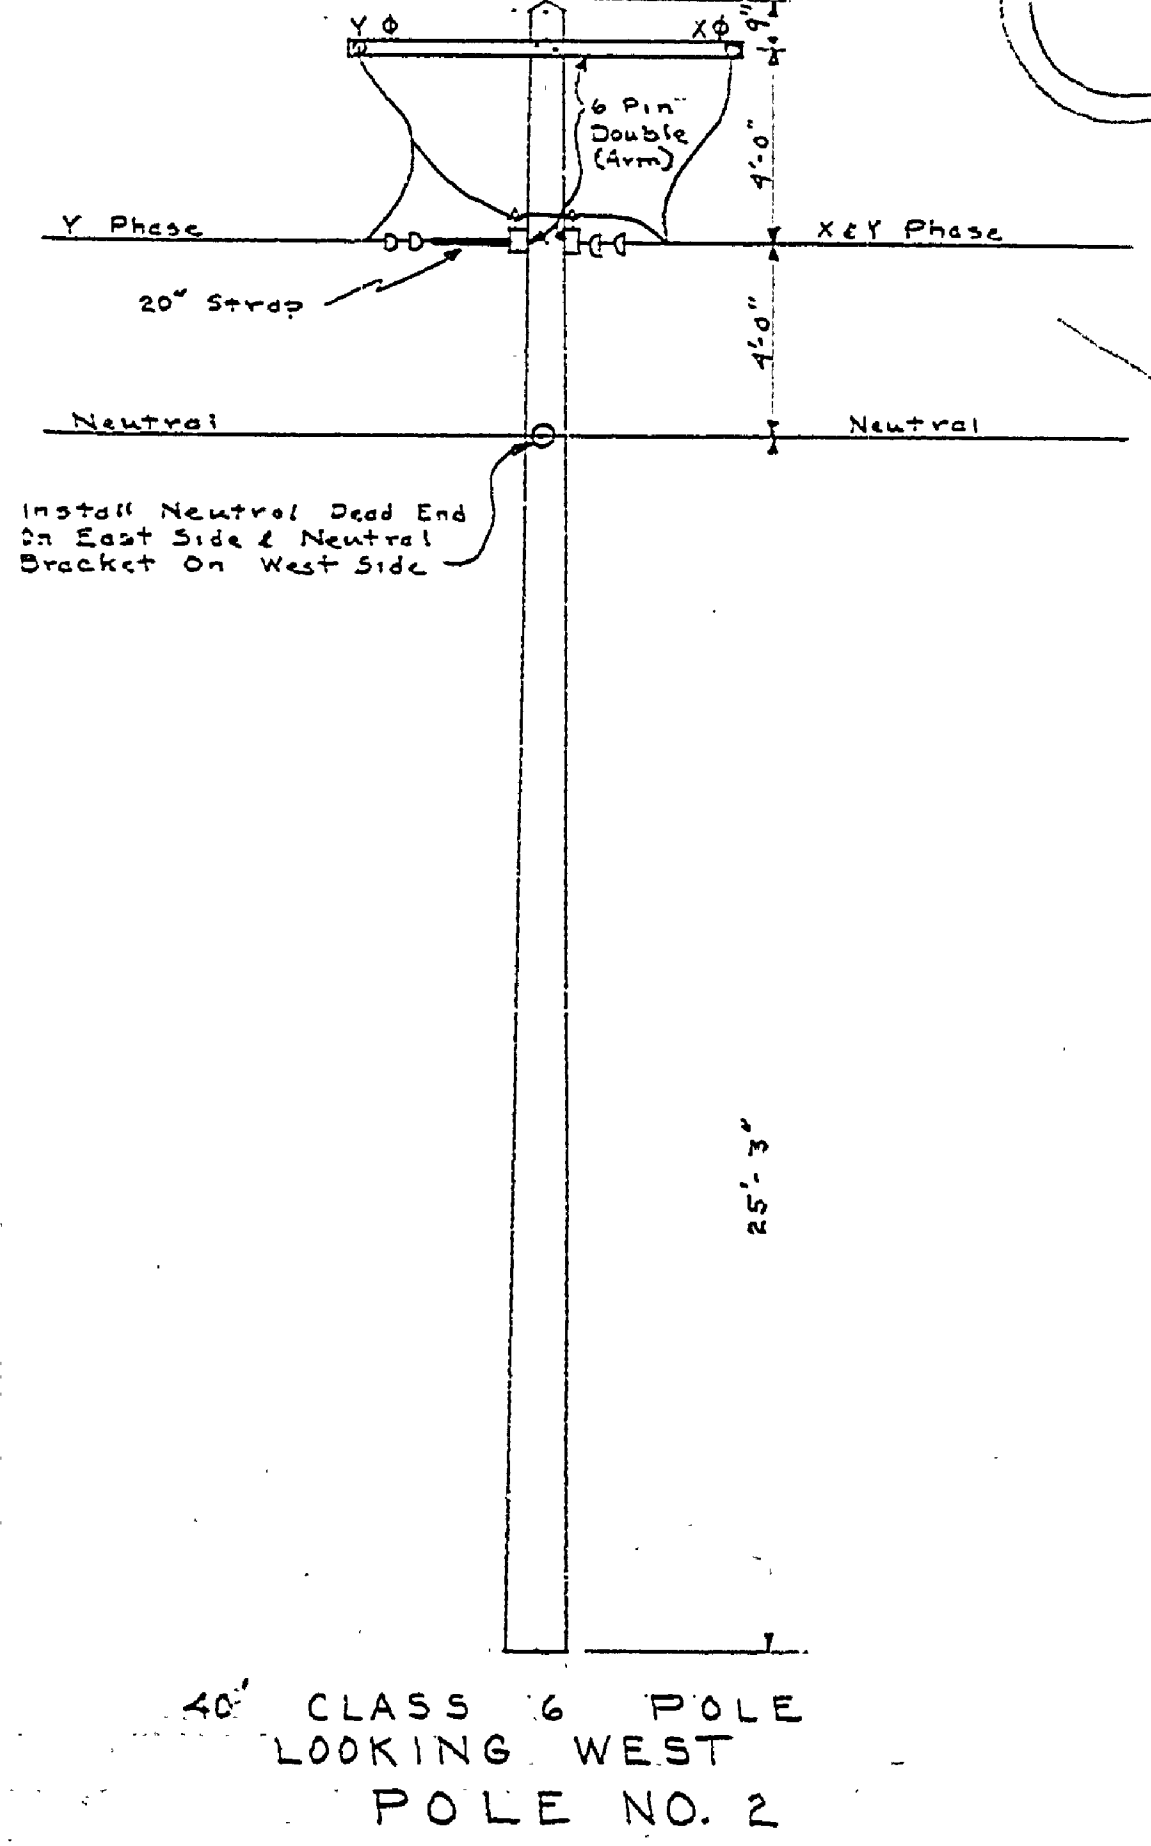 9"
Y ϕ
X ϕ
6 Pin
Double
(Arm)
4'-0"
Y Phase
X & Y Phase
20" Strap
4'-0"
Neutral
Neutral
Install Neutral Dead End
On East Side & Neutral
Bracket On West Side
25'-3"
40' CLASS 6 POLE
LOOKING WEST
POLE NO. 2